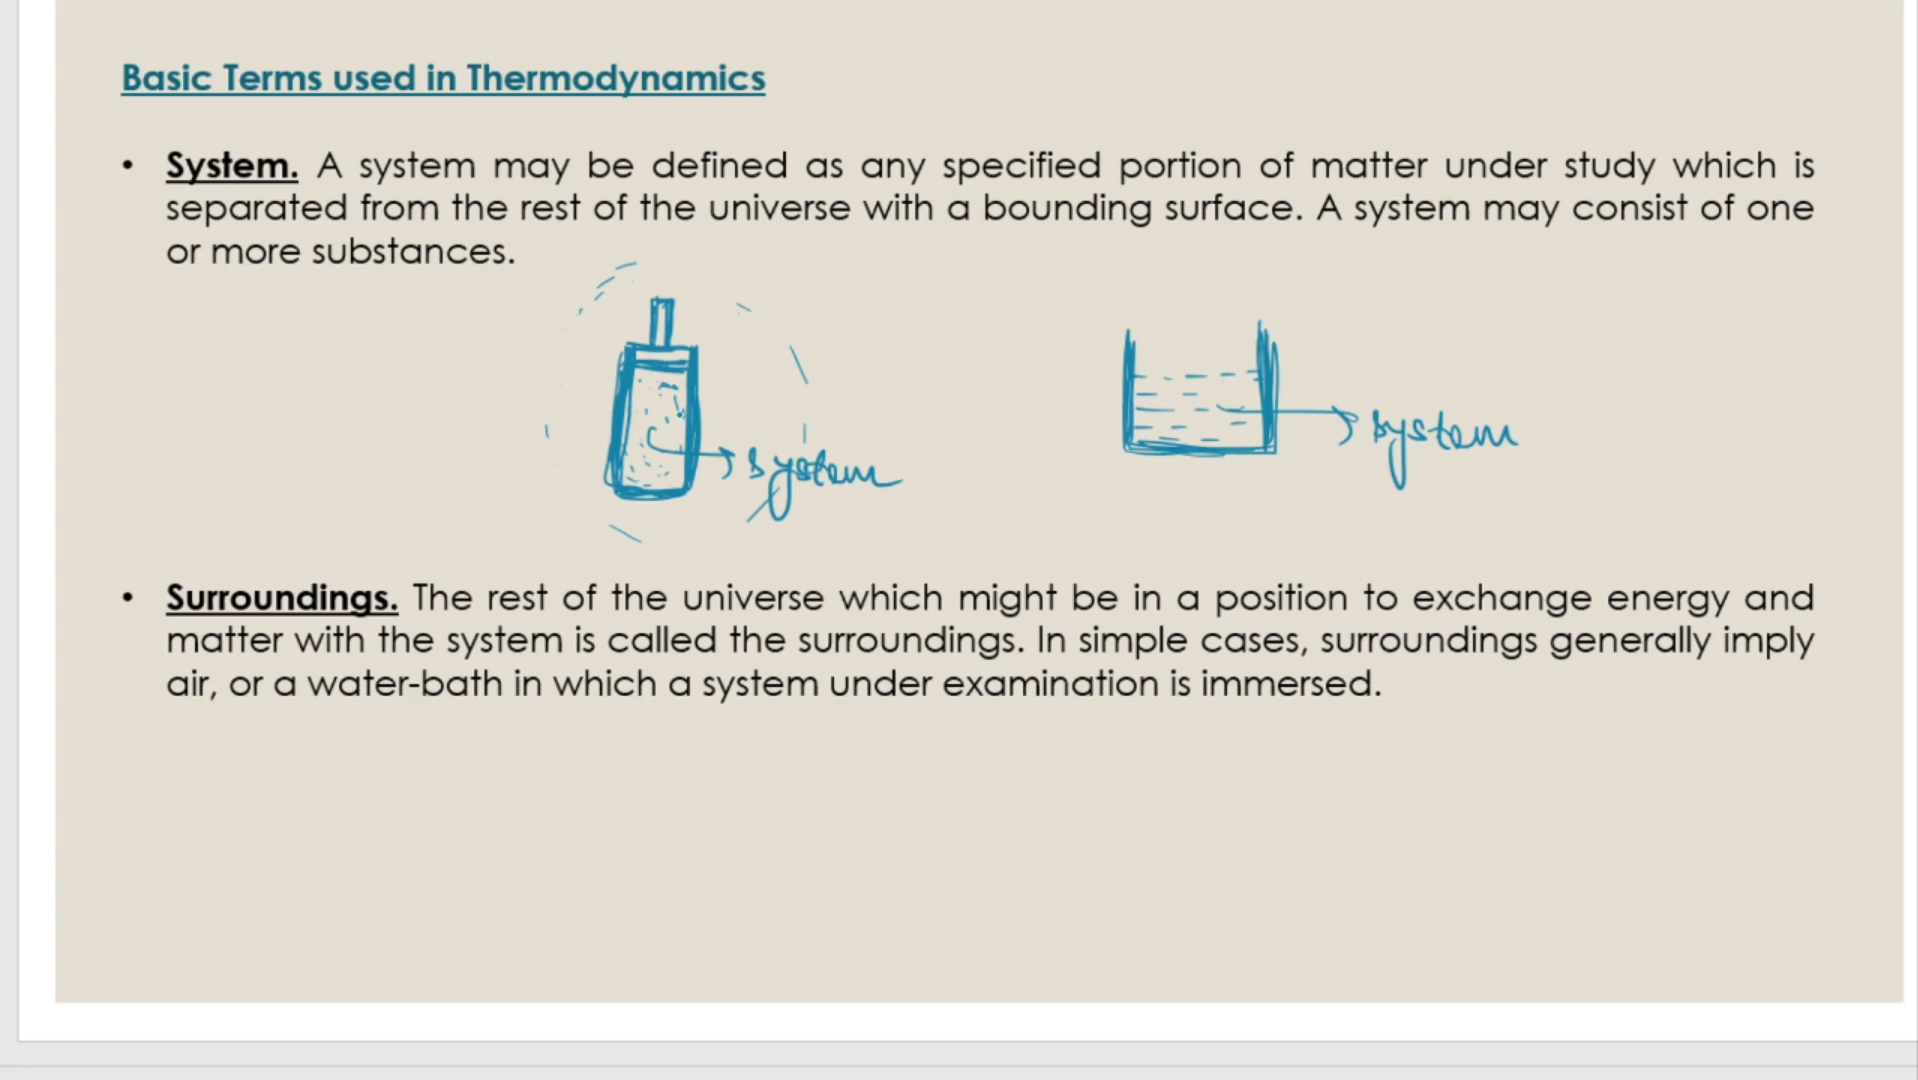 Basic Terms used in Thermodynamics
• System. A system may be defined as any specified portion of matter under study which is
separated from the rest of the universe with a bounding surface. A system may consist of one
or more substances.
system
system
• Surroundings. The rest of the universe which might be in a position to exchange energy and
matter with the system is called the surroundings. In simple cases, surroundings generally imply
air, or a water-bath in which a system under examination is immersed.